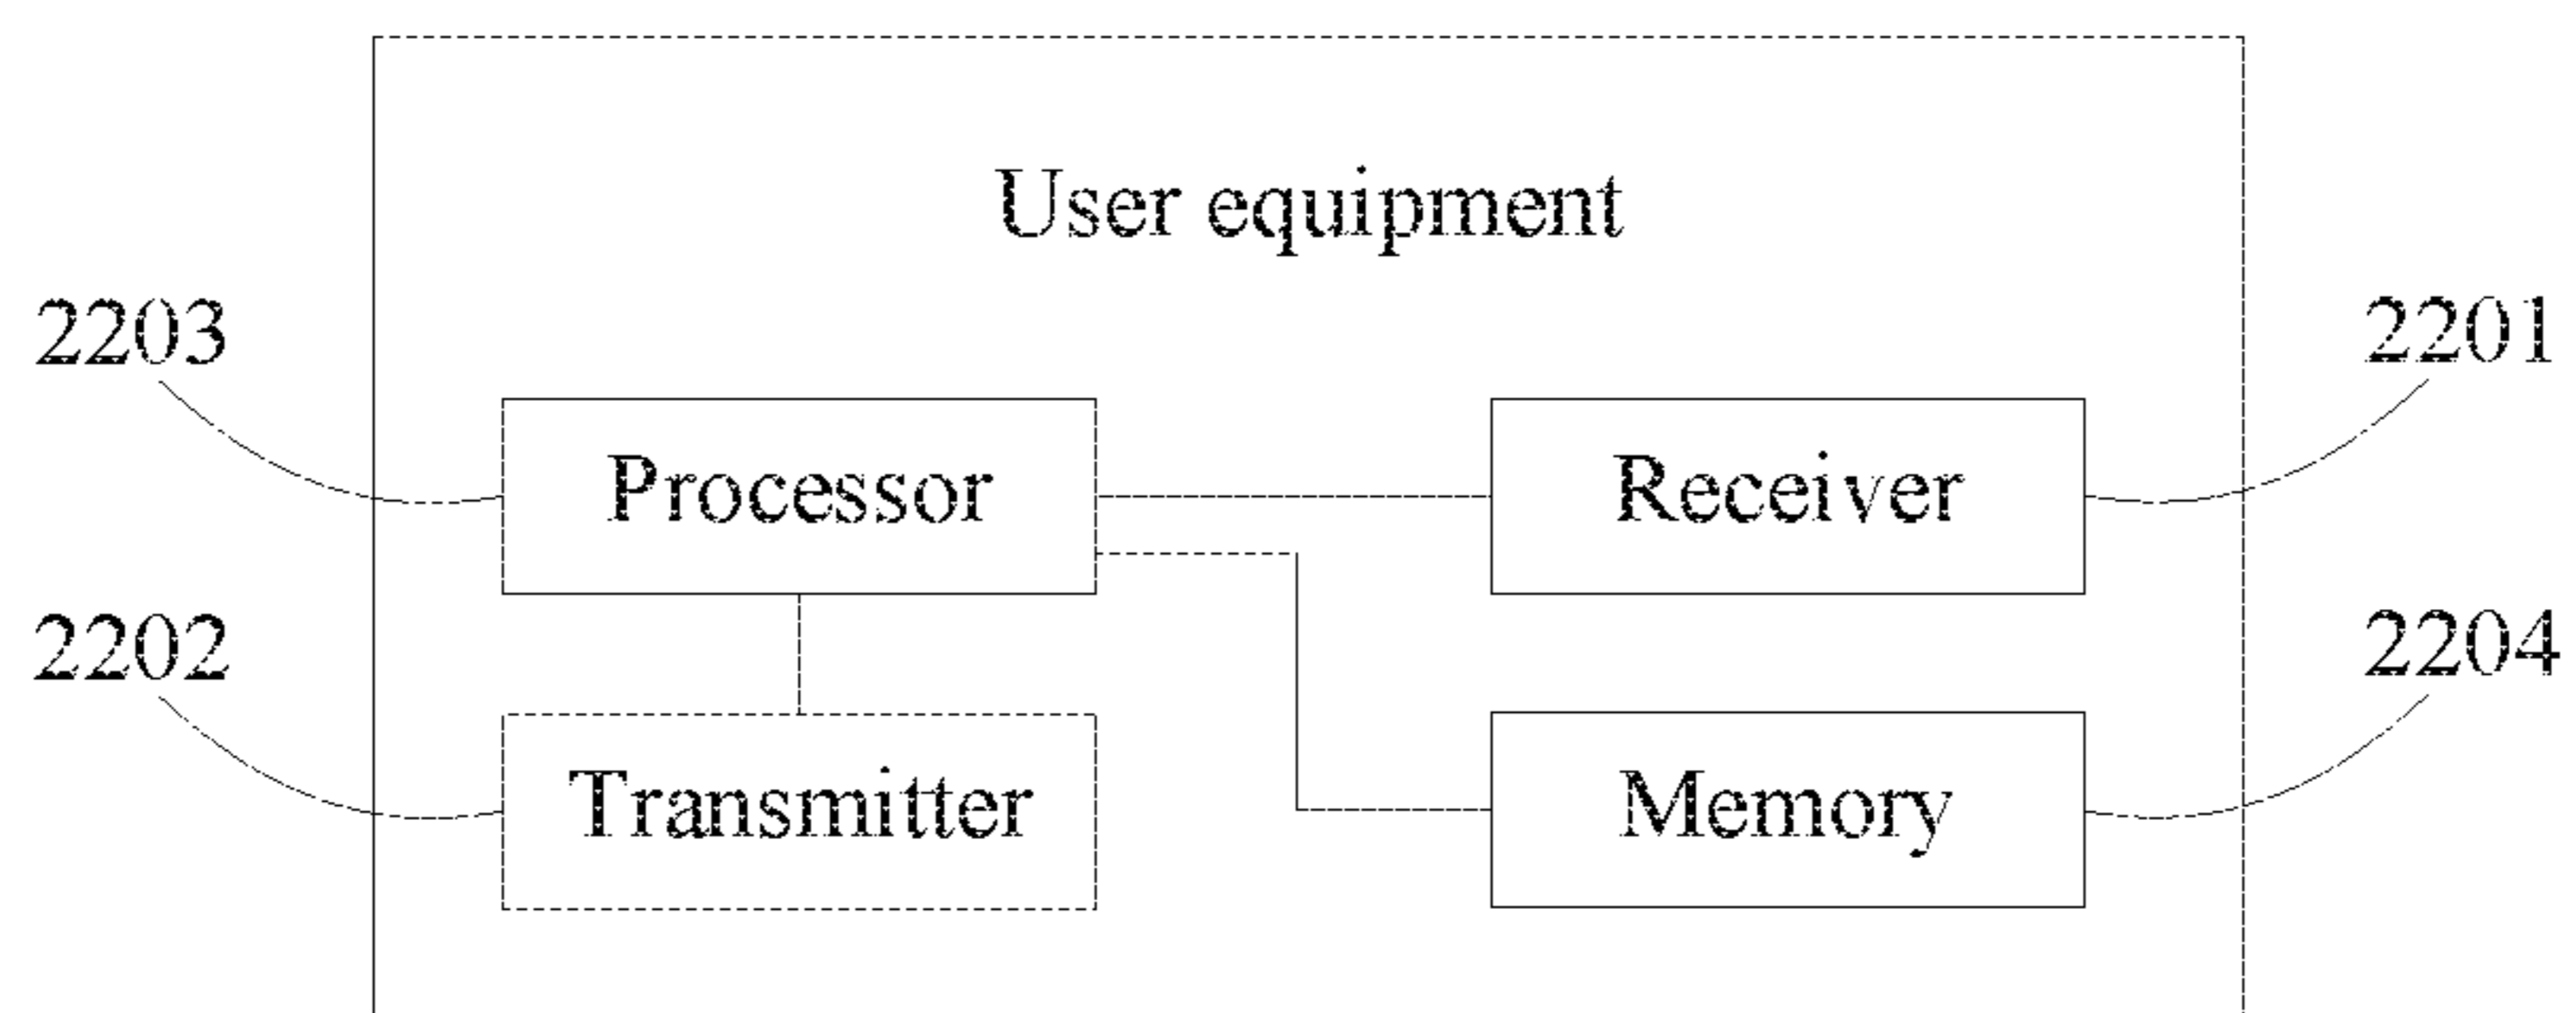 User equipment
2203
2201
Processor
Receiver
2202
2204
Transmitter
Memory